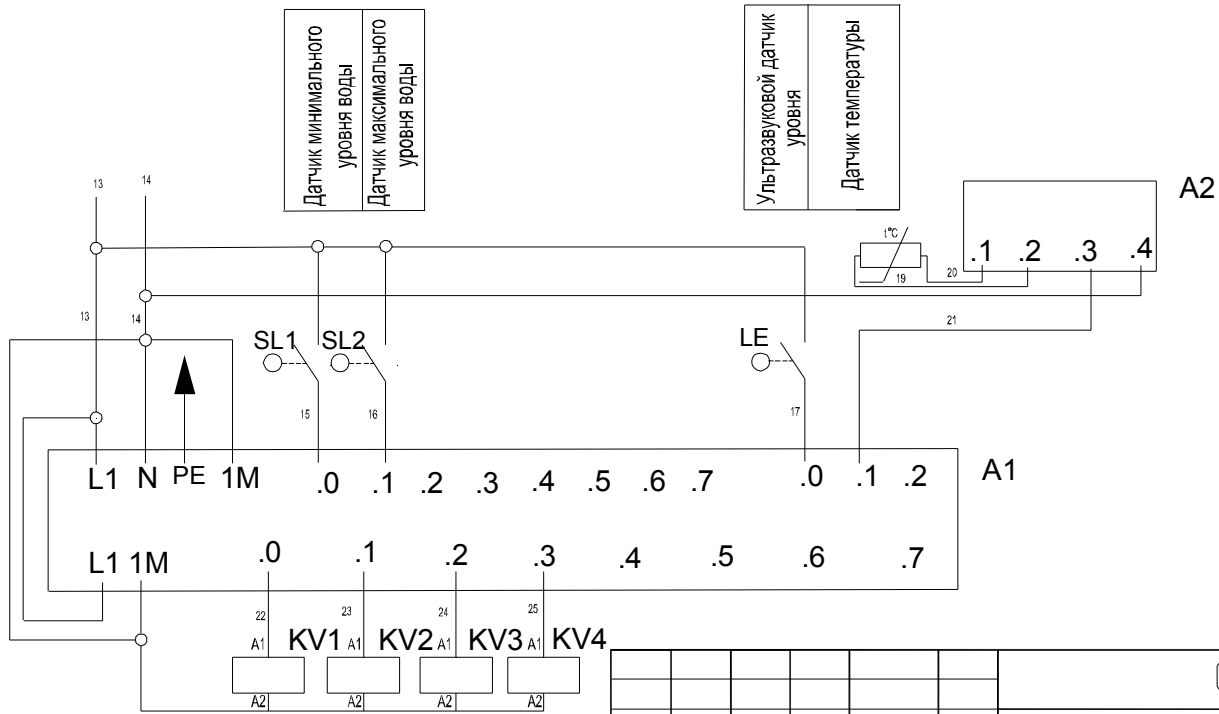 Датчик минимального
уровня воды
Датчик максимального
уровня воды
Ультразвуковой датчик
уровня
Датчик температуры
13
14
A2
t°C
.1
.2
.3
.4
19
20
13
14
21
SL1
SL2
LE
15
16
17
L1 N PE 1M .0 .1 .2 .3 .4 .5 .6 .7 .0 .1 .2
A1
L1 1M .0 .1 .2 .3 .4 .5 .6 .7
22
23
24
25
A1 KV1 A1 KV2 A1 KV3 A1 KV4
A2 A2 A2 A2